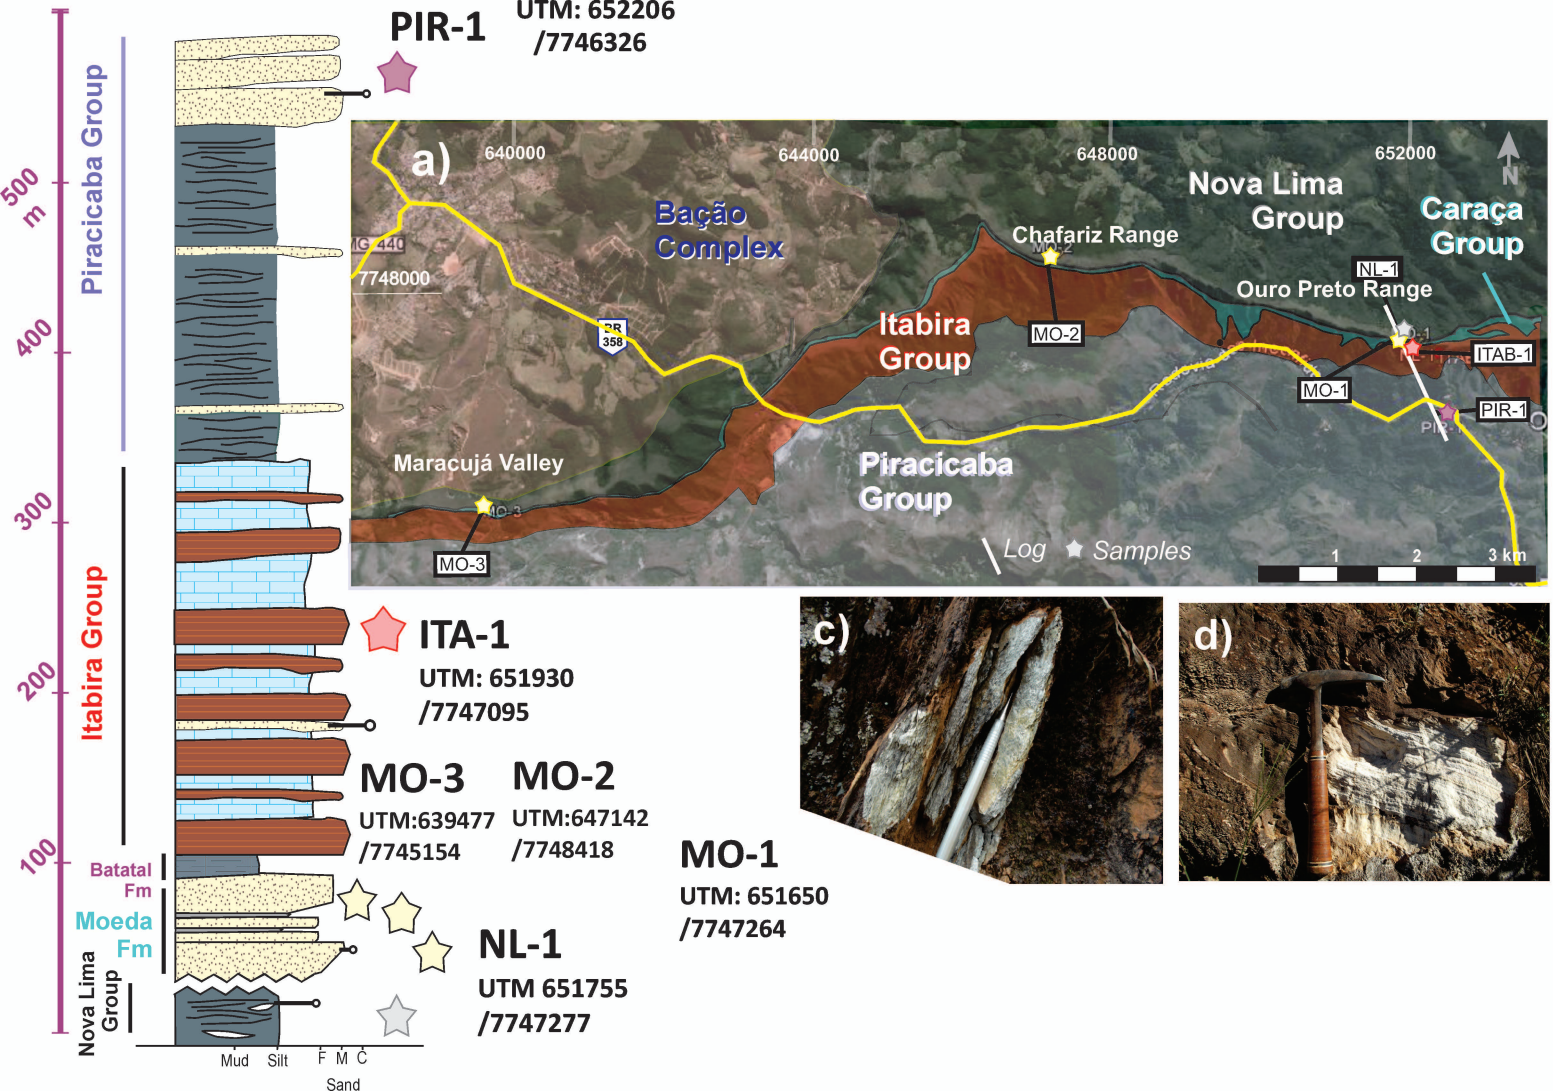 PIR-1
UTM: 652206
/7746326
Piracicaba Group
500
m
400
300
200
100
Itabira Group
Batatal
Fm
Moeda
Fm
Nova Lima
Group
Mud
Silt
F
M
C
Sand
ITA-1
UTM: 651930
/7747095
MO-3
UTM:639477
/7745154
MO-2
UTM:647142
/7748418
MO-1
UTM: 651650
/7747264
NL-1
UTM 651755
/7747277
a)
640000
644000
648000
652000
N
Bação
Complex
Nova Lima
Group
Caraça
Group
MG-440
7748000
Chafariz Range
MO-2
NL-1
Ouro Preto Range
BR
358
Itabira
Group
MO-2
ITAB-1
MO-1
PIR-1
Maracujá Valley
MO-3
Piracicaba
Group
MO-3
Log
Samples
1
2
3 km
c)
d)